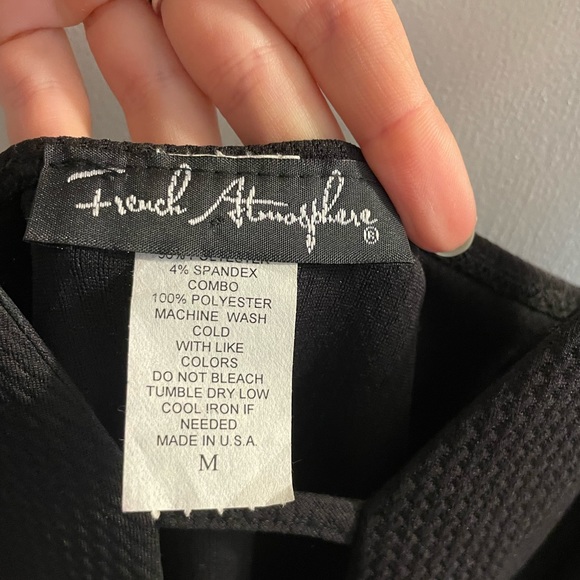 French Atmosphere ®
4% SPANDEX
COMBO
100% POLYESTER
MACHINE WASH
COLD
WITH LIKE
COLORS
DO NOT BLEACH
TUMBLE DRY LOW
COOL IRON IF
NEEDED
MADE IN U.S.A.
M